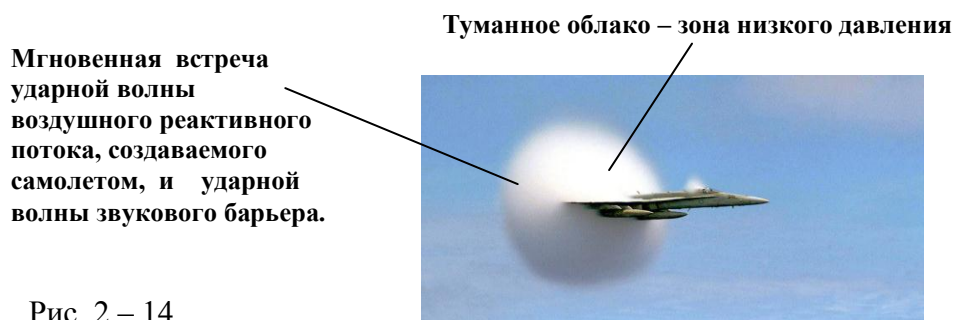 Туманное облако – зона низкого давления
Мгновенная встреча
ударной волны
воздушного реактивного
потока, создаваемого
самолетом, и ударной
волны звукового барьера.
Рис 2 – 14